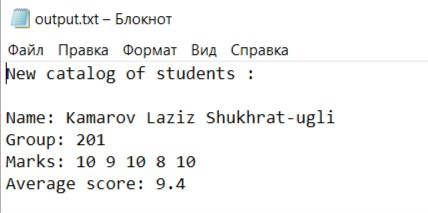 output.txt – Блокнот
Файл Правка Формат Вид Справка
New catalog of students :
Name: Kamarov Laziz Shukhrat-ugli
Group: 201
Marks: 10 9 10 8 10
Average score: 9.4